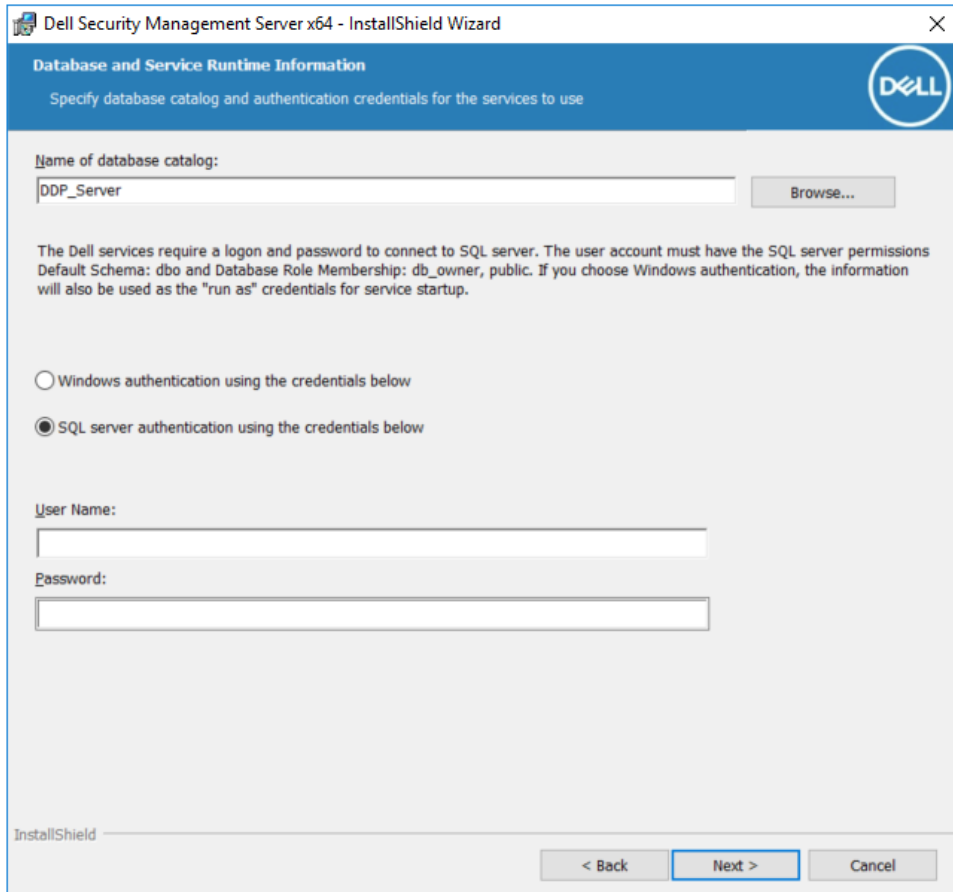 Dell Security Management Server x64 - InstallShield Wizard
Database and Service Runtime Information
Specify database catalog and authentication credentials for the services to use
DELL
Name of database catalog:
DDP_Server
Browse...
The Dell services require a logon and password to connect to SQL server. The user account must have the SQL server permissions
Default Schema: dbo and Database Role Membership: db_owner, public. If you choose Windows authentication, the information
will also be used as the "run as" credentials for service startup.
Windows authentication using the credentials below
SQL server authentication using the credentials below
User Name:
Password:
InstallShield
< Back
Next >
Cancel